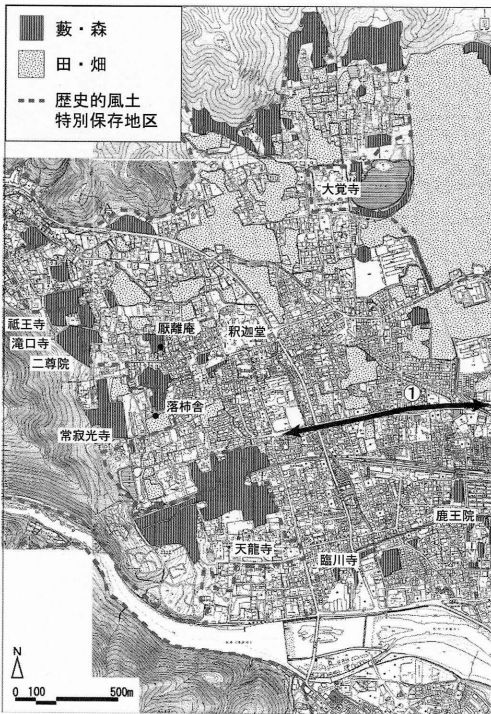 藪・森
田・畑
歴史的風土
特別保存地区
大覚寺
祇王寺
滝口寺
二尊院
厭離庵
釈迦堂
落柿舎
①
常寂光寺
鹿王院
天龍寺
臨川寺
N
0 100 500m